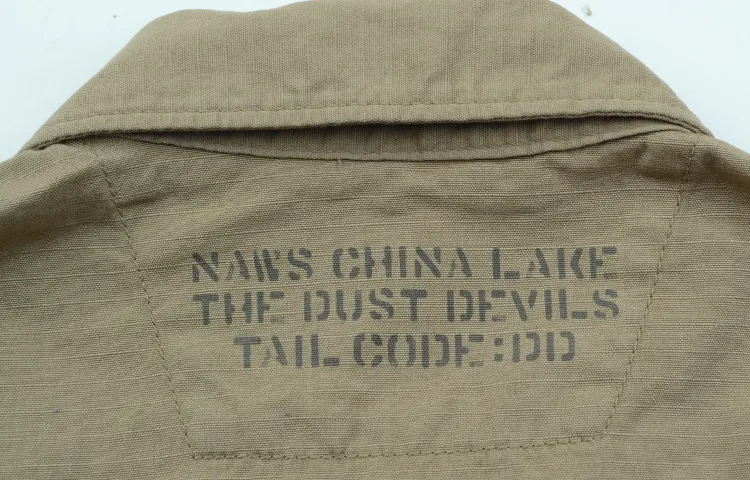 NAWS CHINA LAKE
THE DUST DEVILS
TAIL CODE:DD